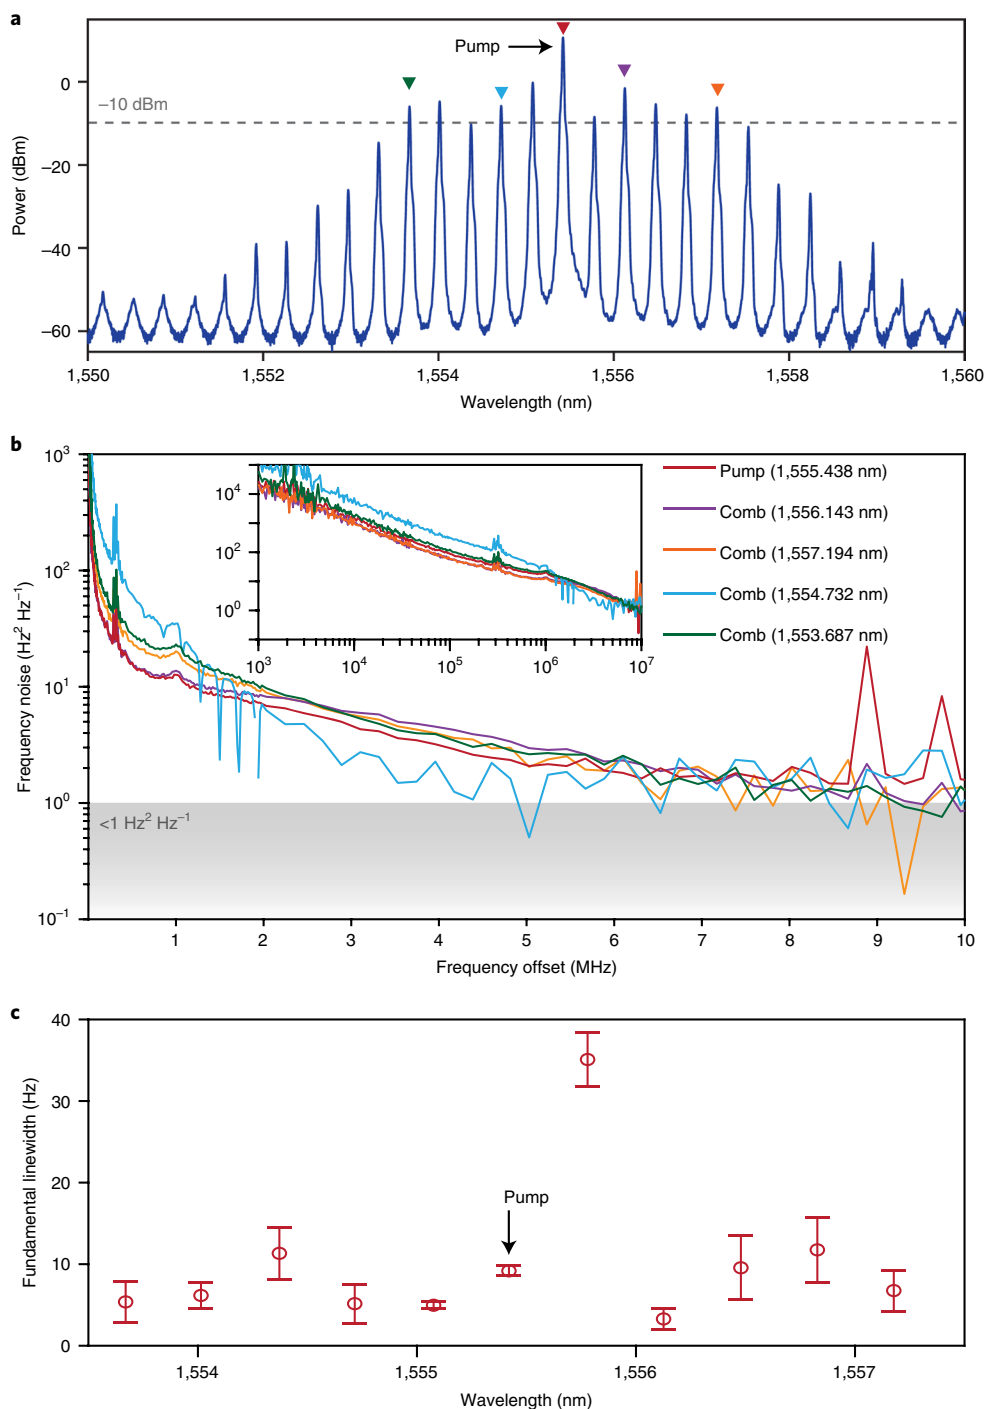 a
Pump
−10 dBm
Power (dBm)
0
−20
−40
−60
1,550
1,552
1,554
1,556
1,558
1,560
Wavelength (nm)
b
Frequency noise (Hz² Hz⁻¹)
10³
10²
10¹
10⁰
10⁻¹
10⁴
10²
10⁰
10³
10⁴
10⁵
10⁶
10⁷
Pump (1,555.438 nm)
Comb (1,556.143 nm)
Comb (1,557.194 nm)
Comb (1,554.732 nm)
Comb (1,553.687 nm)
<1 Hz² Hz⁻¹
1
2
3
4
5
6
7
8
9
10
Frequency offset (MHz)
c
Fundamental linewidth (Hz)
40
30
20
10
0
Pump
1,554
1,555
1,556
1,557
Wavelength (nm)